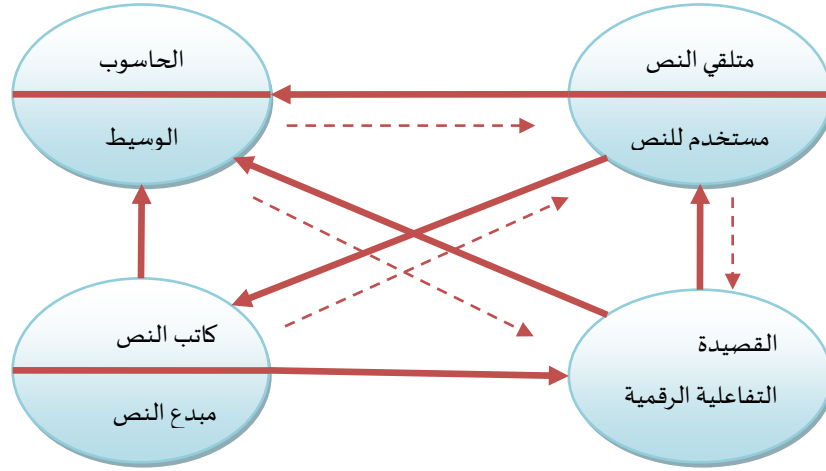 متلقي النص
مستخدم للنص
الحاسوب
الوسيط
القصيدة
التفاعلية الرقمية
كاتب النص
مبدع النص